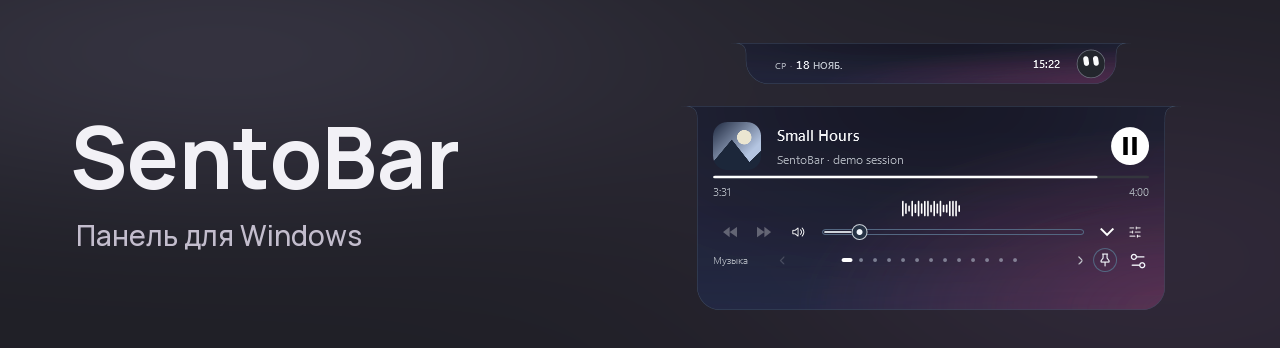 SentoBar
Панель для Windows
СР · 18 НОЯБ.
15:22
Small Hours
SentoBar · demo session
3:31
4:00
Музыка